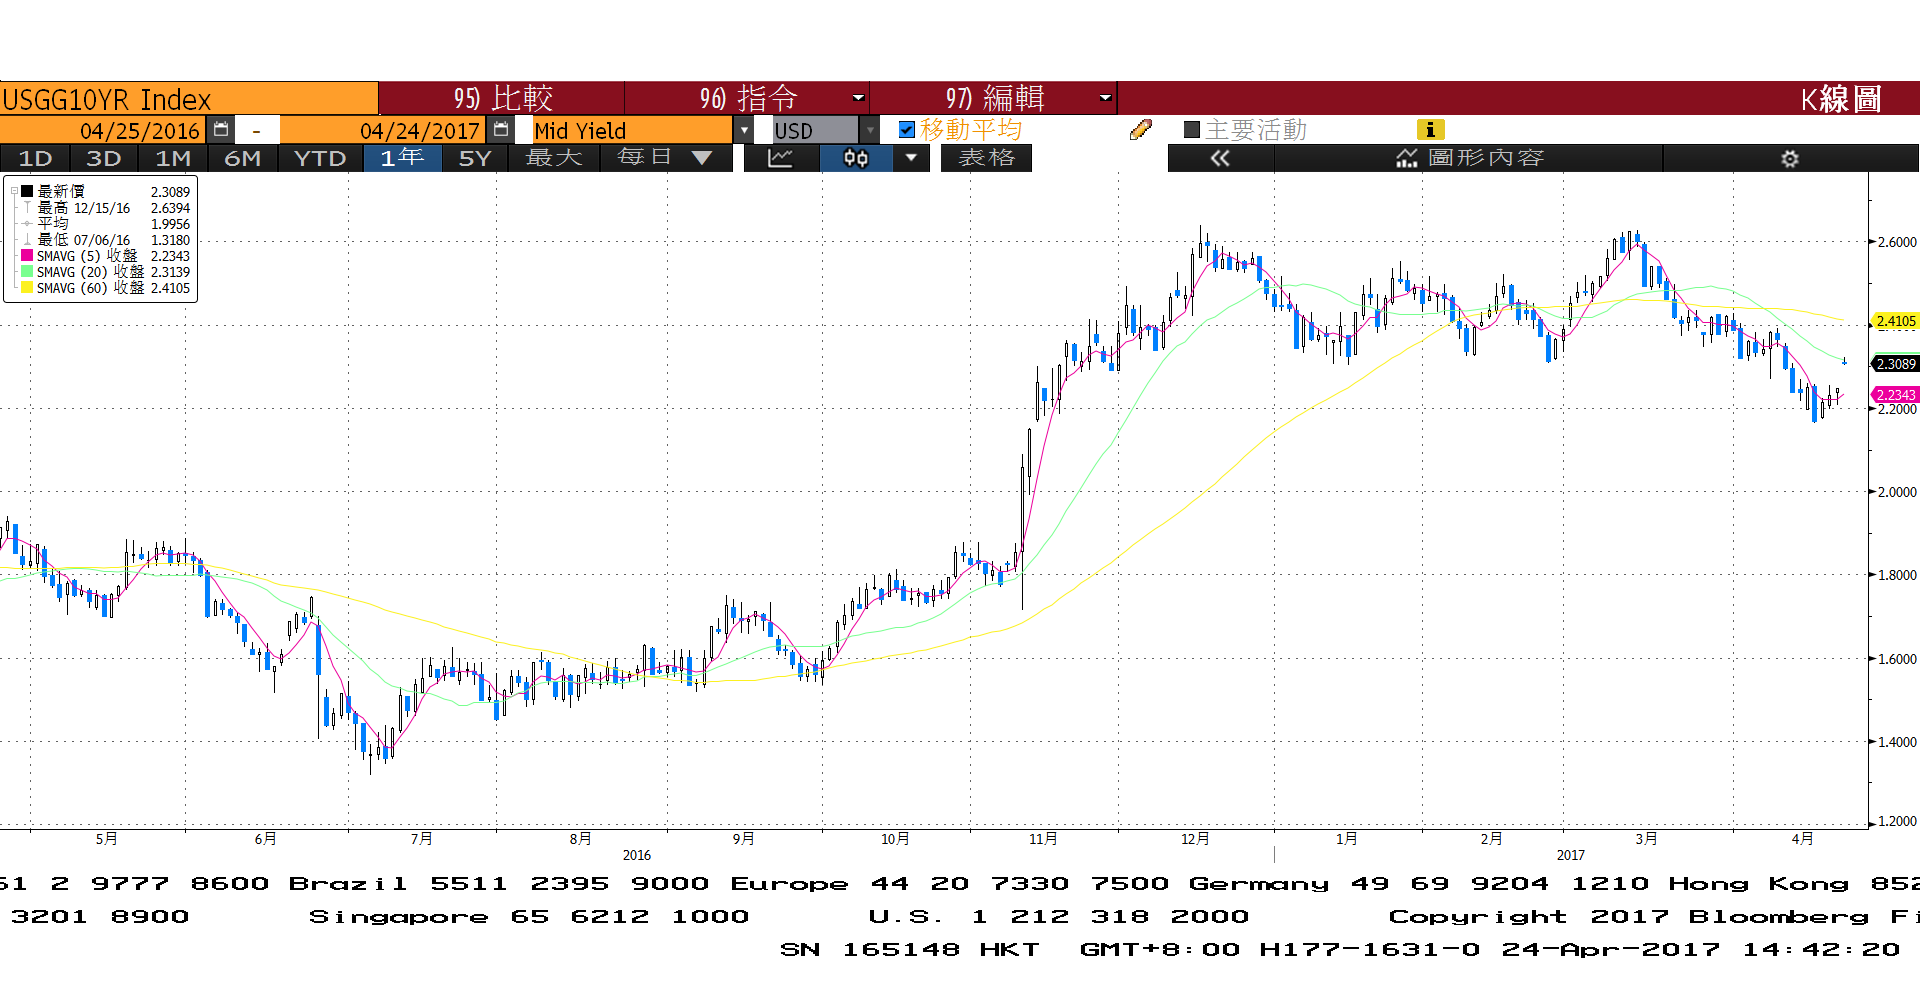 USGG10YR Index 95) 比較 96) 指令 97) 編輯 K線圖
04/25/2016 - 04/24/2017 Mid Yield USD 移動平均 主要活動 i
1D 3D 1M 6M YTD 1年 5Y 最大 每日 表格 圖形內容
最新價 2.3089
最高 12/15/16 2.6394
平均 1.9956
最低 07/06/16 1.3180
SMAVG (5) 收盤 2.2343
SMAVG (20) 收盤 2.3139
SMAVG (60) 收盤 2.4105
2.6000
2.4105
2.3089
2.2343
2.2000
2.0000
1.8000
1.6000
1.4000
1.2000
5月 6月 7月 8月 9月 10月 11月 12月 1月 2月 3月 4月
2016 2017
61 2 9777 8600 Brazil 5511 2395 9000 Europe 44 20 7330 7500 Germany 49 69 9204 1210 Hong Kong 852
3201 8900 Singapore 65 6212 1000 U.S. 1 212 318 2000 Copyright 2017 Bloomberg Fi
SN 165148 HKT GMT+8:00 H177-1631-0 24-Apr-2017 14:42:20